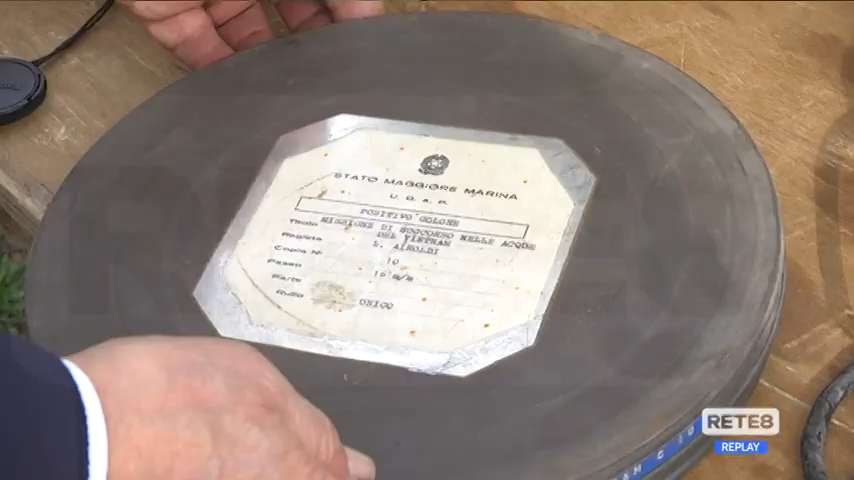 STATO MAGGIORE MARINA
U.S.A.P.
POSITIVO COLORE
Titolo MISSIONE DI SOCCORSO NELLE ACQUE
DEL VIETNAM
Regista L. AIROLDI
Copia N° 10
Passo 16 m/m
Parte
Rullo UNICO
RETE8
REPLAY